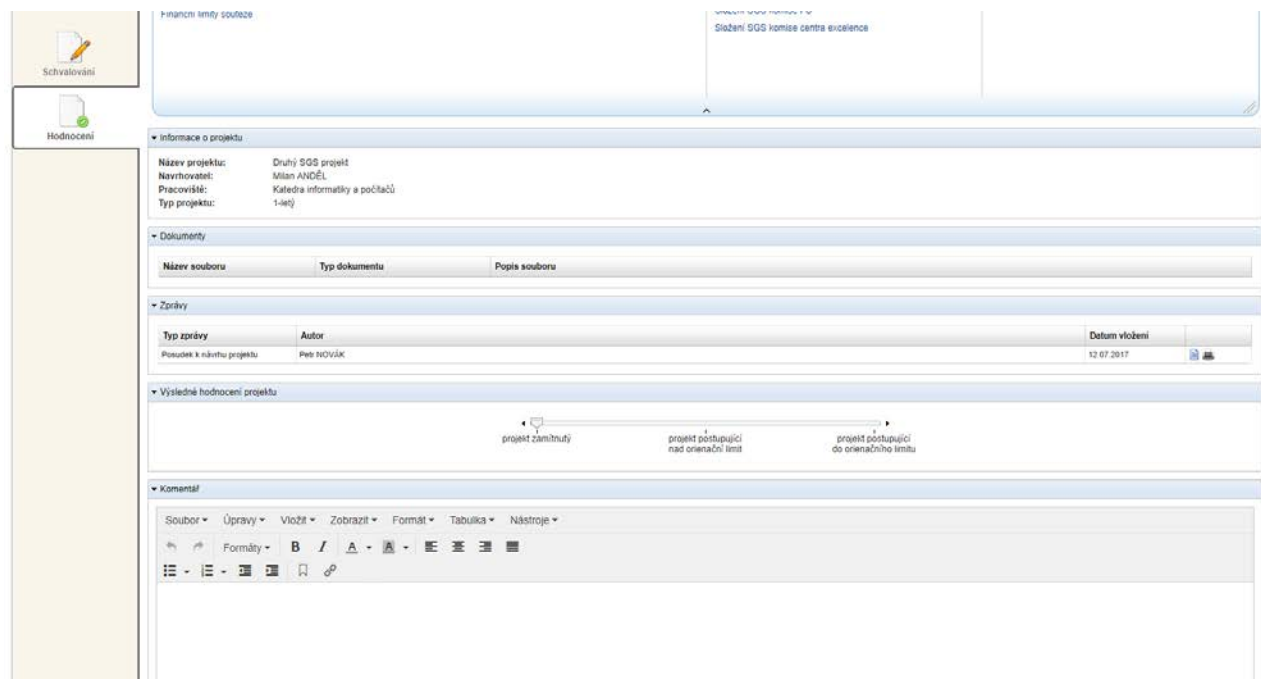 Finanční limity soutěže
Složení SGS komise centra excelence
Schvalování
Hodnocení
Informace o projektu
Název projektu: Druhý SGS projekt
Navrhovatel: Milan ANDĚL
Pracoviště: Katedra informatiky a počítačů
Typ projektu: 1-letý
Dokumenty
Název souboru Typ dokumentu Popis souboru
Zprávy
Typ zprávy Autor Datum vložení
Posudek k návrhu projektu Petr NOVÁK 12.07.2017
Výsledné hodnocení projektu
projekt zamítnutý projekt postupující projekt postupující
nad orienační limit do orienačního limitu
Komentář
Soubor Úpravy Vložit Zobrazit Formát Tabulka Nástroje
Formáty B I A A